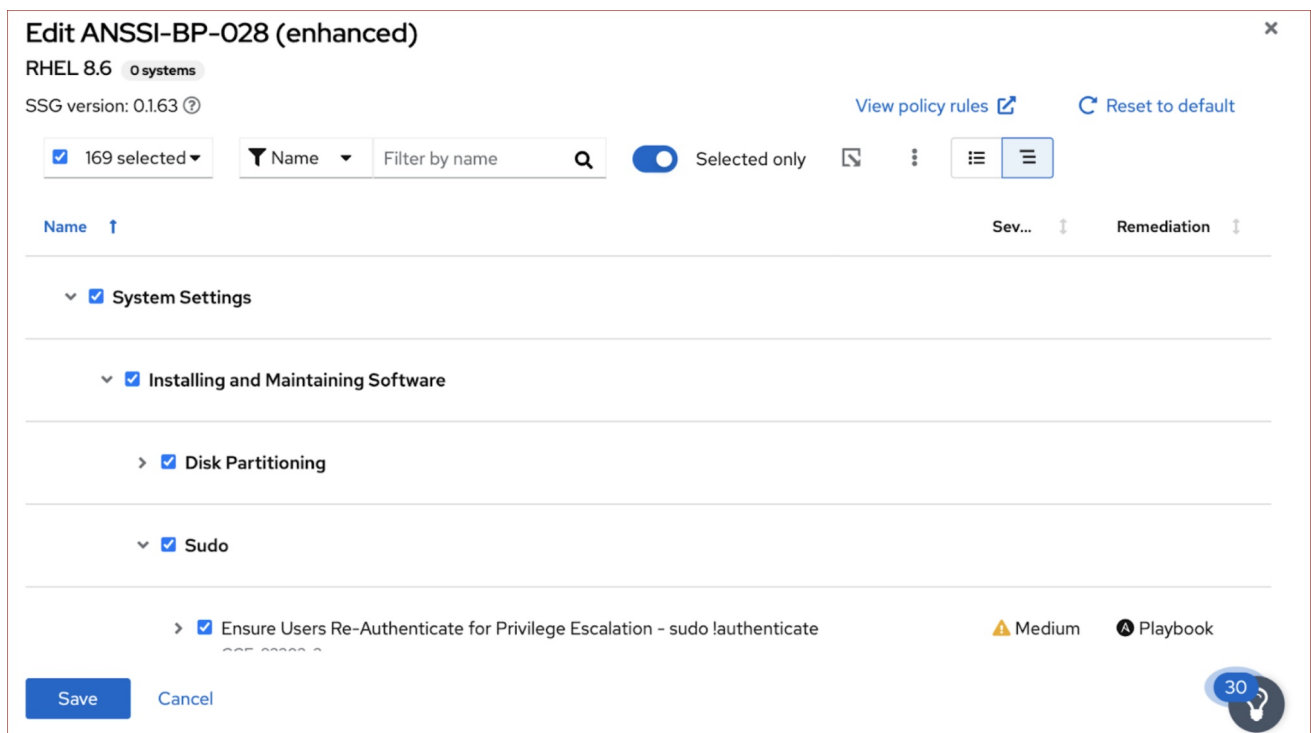 Edit ANSSI-BP-028 (enhanced)
RHEL 8.6 0 systems
SSG version: 0.1.63
View policy rules Reset to default
169 selected Name Filter by name Selected only
Name Sev... Remediation
System Settings
Installing and Maintaining Software
Disk Partitioning
Sudo
Ensure Users Re-Authenticate for Privilege Escalation - sudo !authenticate Medium Playbook
Save Cancel 30